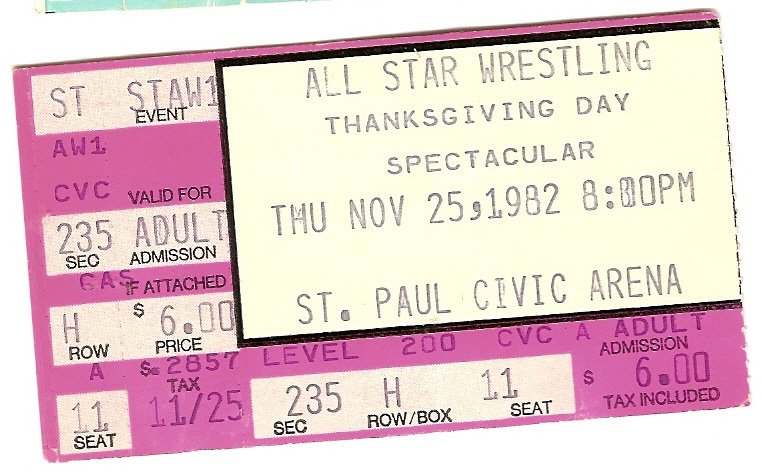 ST STAW1
EVENT
AW1
CVC VALID FOR
235 ADULT
SEC ADMISSION
GAS IF ATTACHED
H $ 6.00
ROW PRICE
A $.2857
TAX
11 11/25
SEAT
ALL STAR WRESTLING
THANKSGIVING DAY
SPECTACULAR
THU NOV 25,1982 8:00PM
ST. PAUL CIVIC ARENA
LEVEL 200 CVC A ADULT
ADMISSION
235 H 11 $ 6.00
SEC ROW/BOX SEAT TAX INCLUDED